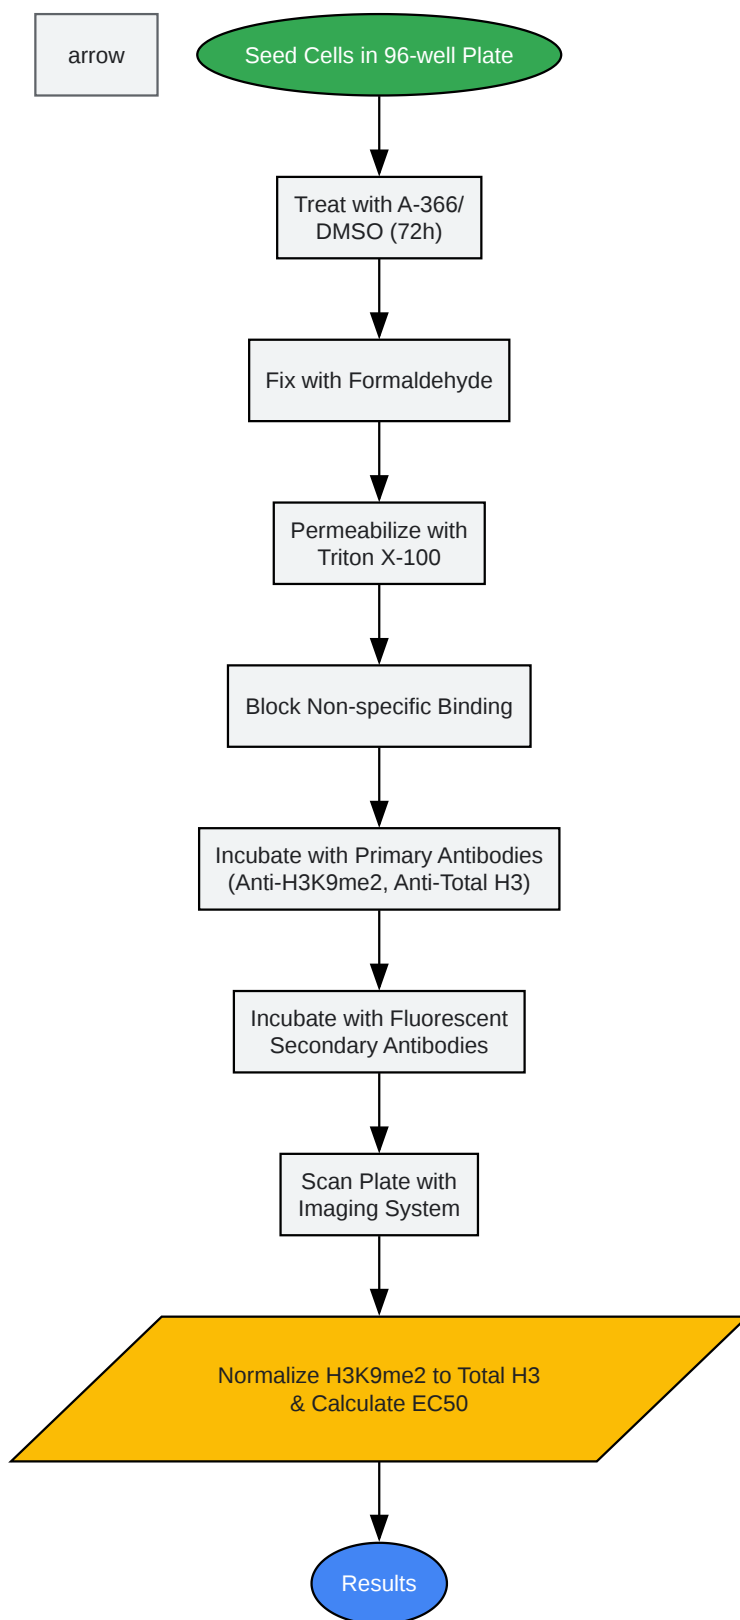 arrow
Seed Cells in 96-well Plate
Treat with A-366/
DMSO (72h)
Fix with Formaldehyde
Permeabilize with
Triton X-100
Block Non-specific Binding
Incubate with Primary Antibodies
(Anti-H3K9me2, Anti-Total H3)
Incubate with Fluorescent
Secondary Antibodies
Scan Plate with
Imaging System
Normalize H3K9me2 to Total H3
& Calculate EC50
Results